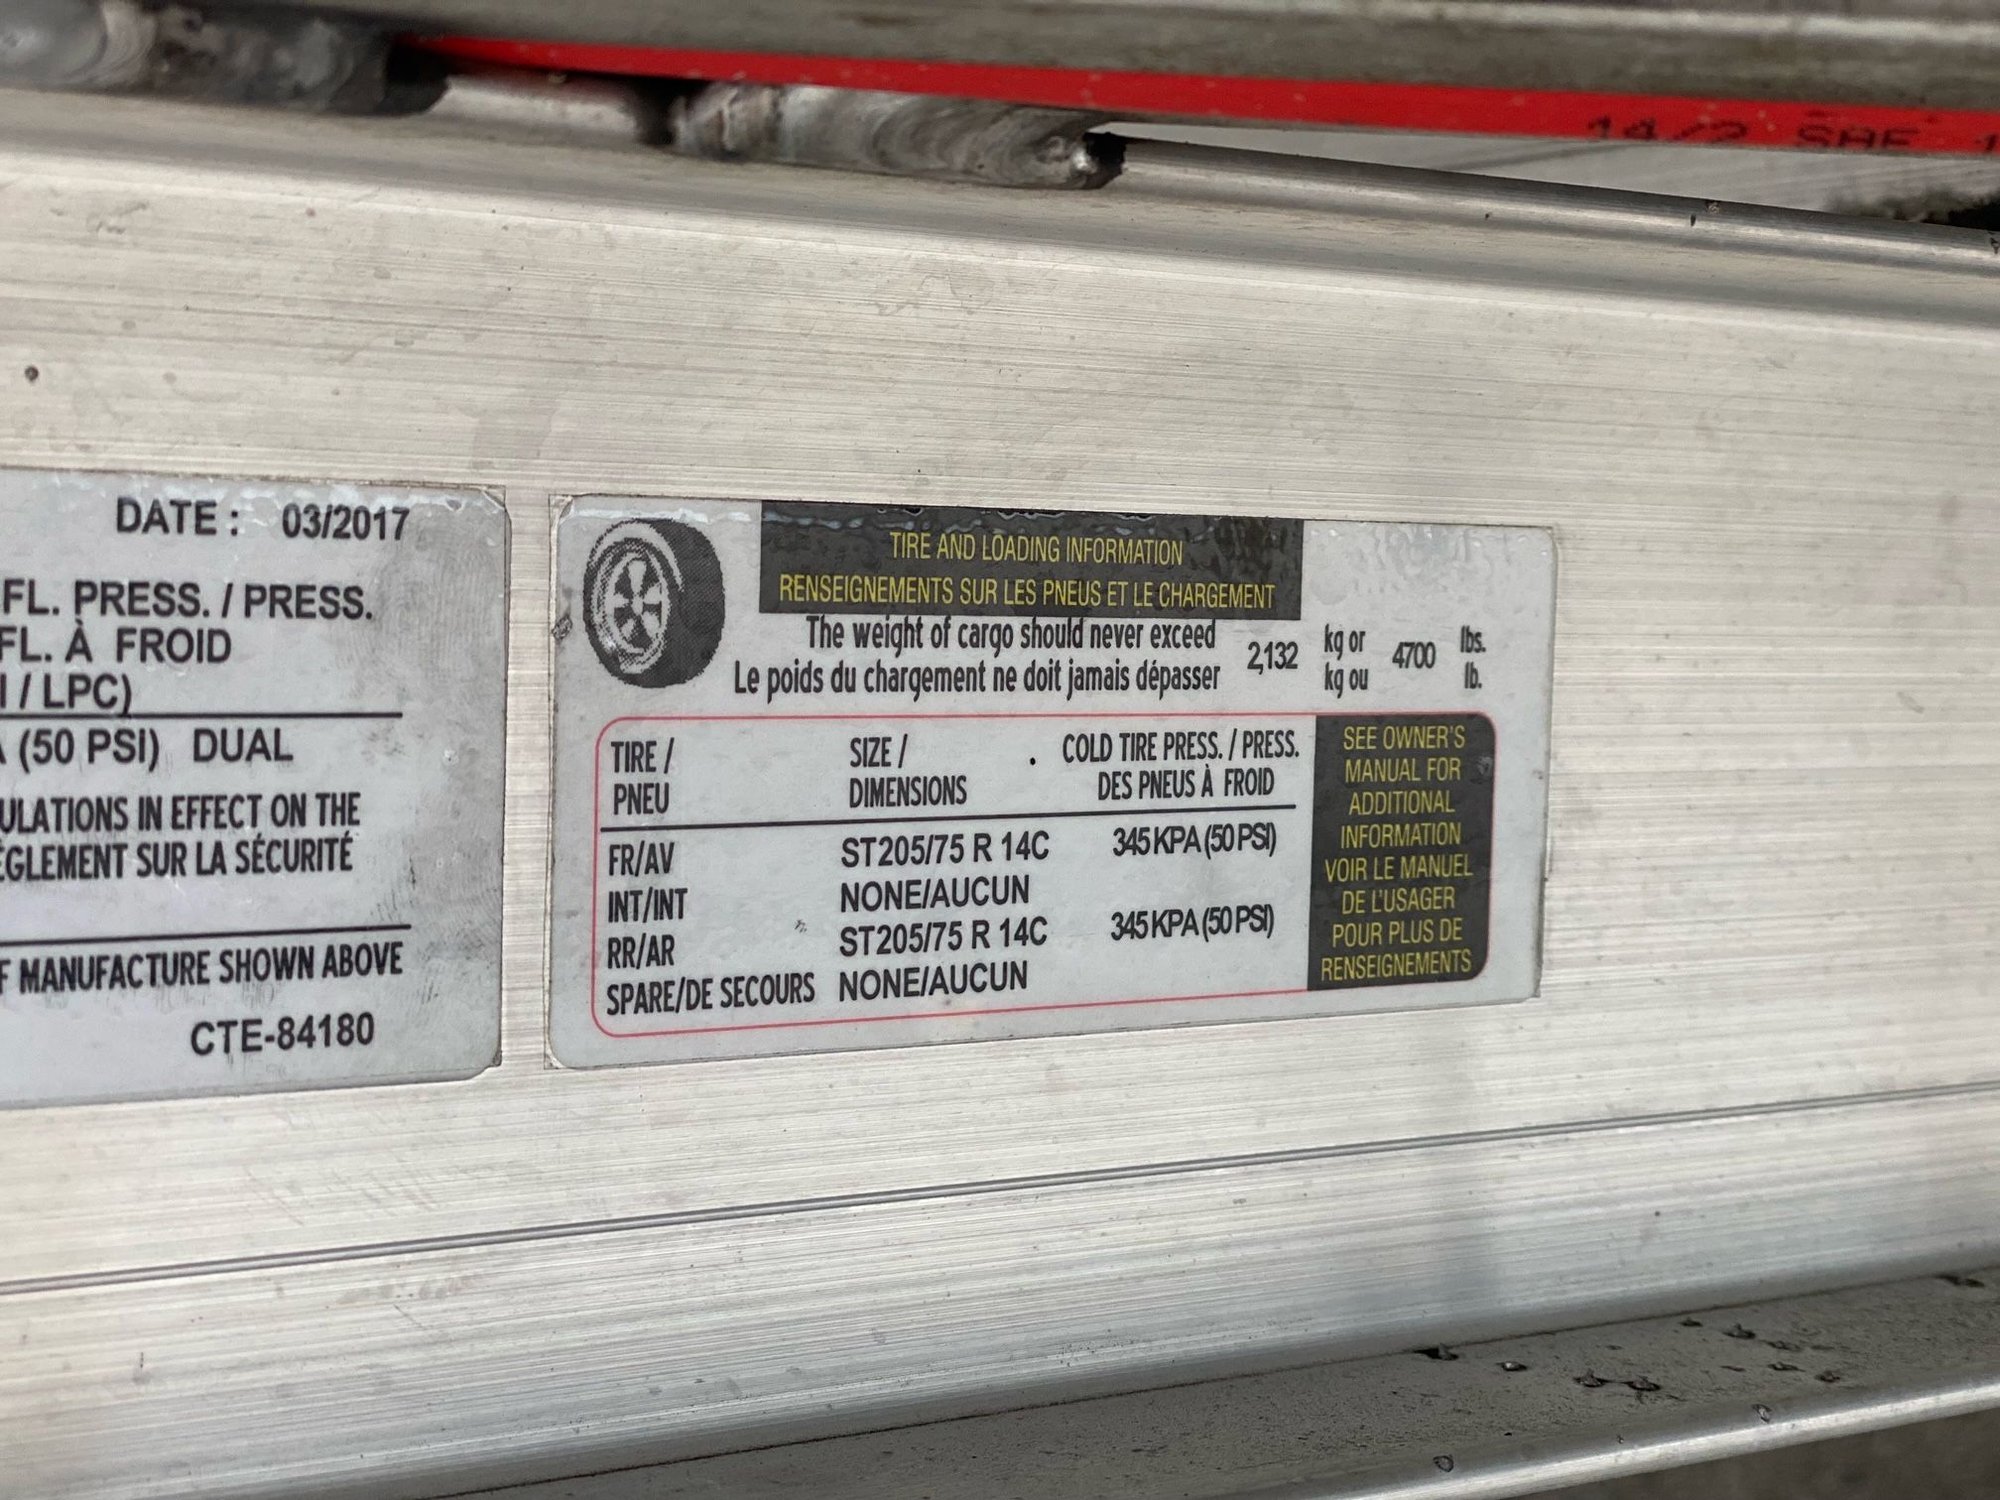 14/2 SAE 1
DATE : 03/2017
FL. PRESS. / PRESS.
FL. À FROID
I / LPC)
(50 PSI) DUAL
ULATIONS IN EFFECT ON THE
ÈGLEMENT SUR LA SÉCURITÉ
F MANUFACTURE SHOWN ABOVE
CTE-84180
TIRE AND LOADING INFORMATION
RENSEIGNEMENTS SUR LES PNEUS ET LE CHARGEMENT
The weight of cargo should never exceed 2,132 kg or 4700 lbs.
Le poids du chargement ne doit jamais dépasser kg ou lb.
TIRE / SIZE / COLD TIRE PRESS. / PRESS.
PNEU DIMENSIONS DES PNEUS À FROID
FR/AV ST205/75 R 14C 345 KPA (50 PSI)
INT/INT NONE/AUCUN
RR/AR ST205/75 R 14C 345 KPA (50 PSI)
SPARE/DE SECOURS NONE/AUCUN
SEE OWNER'S
MANUAL FOR
ADDITIONAL
INFORMATION
VOIR LE MANUEL
DE L'USAGER
POUR PLUS DE
RENSEIGNEMENTS